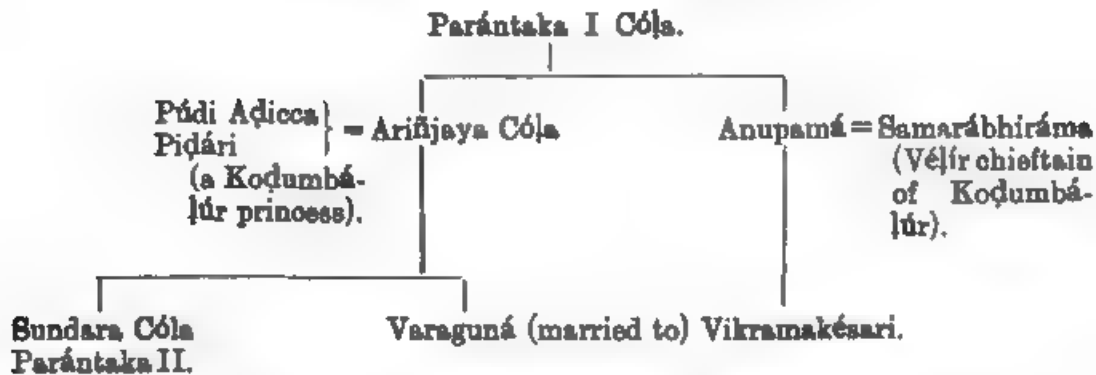 Parántaka I Cóḷa.
Púdi Aḍicca } = Ariñjaya Cóḷa Anupamá = Samarábhiráma
Piḍári (Véḷír chieftain
(a Koḍumbá- of Koḍumbá-
ḷúr princess). ḷúr).
Sundara Cóḷa Varaguná (married to) Vikramakésari.
Parántaka II.